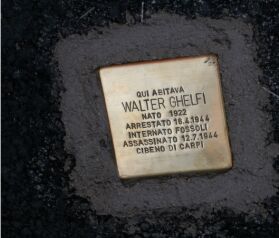 QUI ABITAVA
WALTER GHELFI
NATO 1922
ARRESTATO 16.4.1944
INTERNATO FOSSOLI
ASSASSINATO 12.7.1944
CIBENO DI CARPI